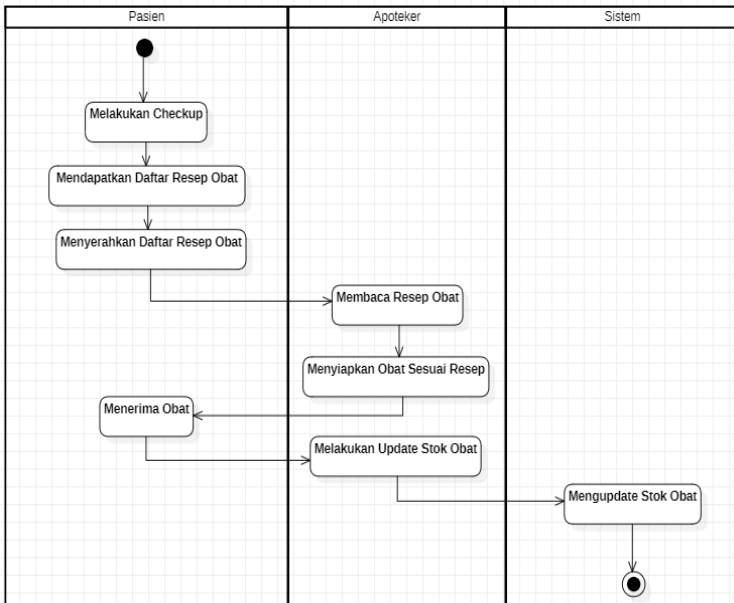 Pasien
Apoteker
Sistem
Melakukan Checkup
Mendapatkan Daftar Resep Obat
Menyerahkan Daftar Resep Obat
Membaca Resep Obat
Menyiapkan Obat Sesuai Resep
Menerima Obat
Melakukan Update Stok Obat
Mengupdate Stok Obat